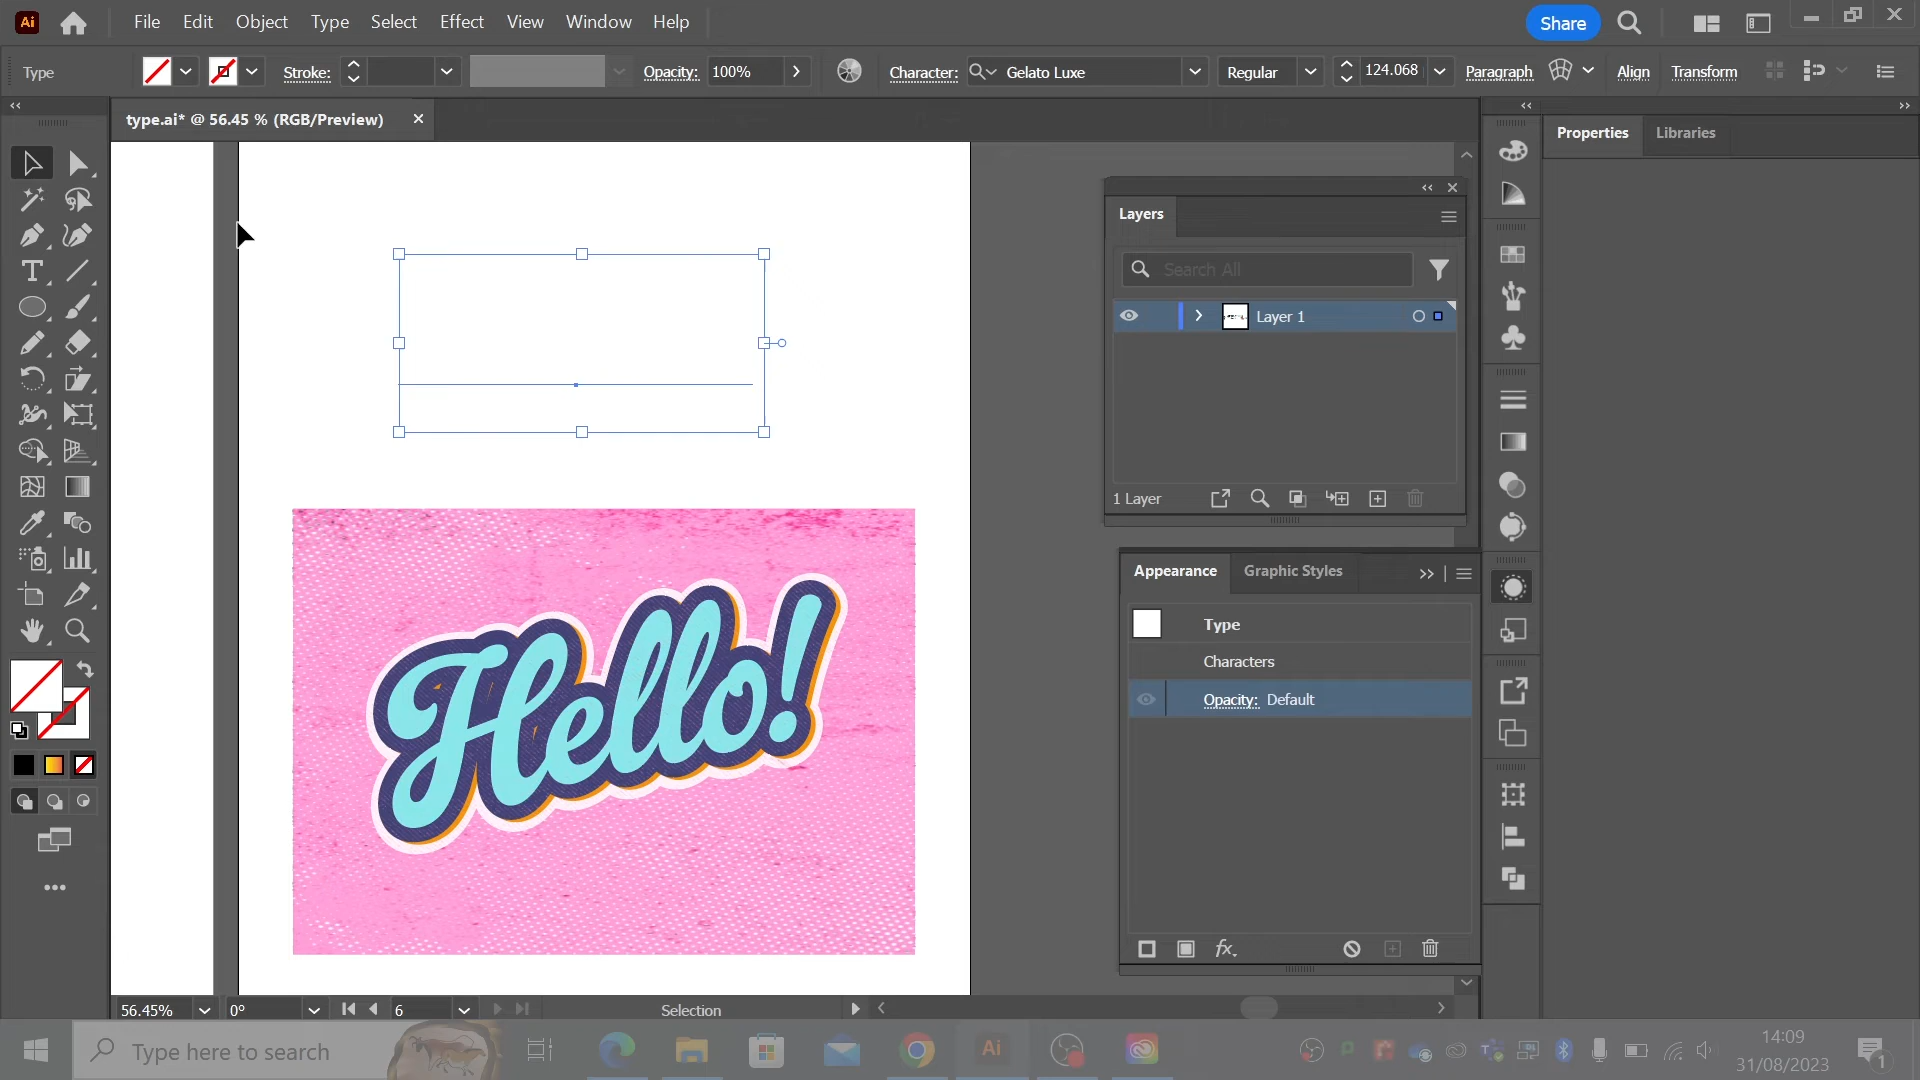 Ai File Edit Object Type Select Effect View Window Help Share
Type Stroke: Opacity: 100% Character: Gelato Luxe Regular 124.068 Paragraph Align Transform
type.ai* @ 56.45 % (RGB/Preview)
Properties Libraries
Layers
Search All
Layer 1
1 Layer
Appearance Graphic Styles
Type
Characters
Opacity: Default
Hello!
56.45% 0° 6 Selection
Type here to search
Ai
14:09
31/08/2023
1